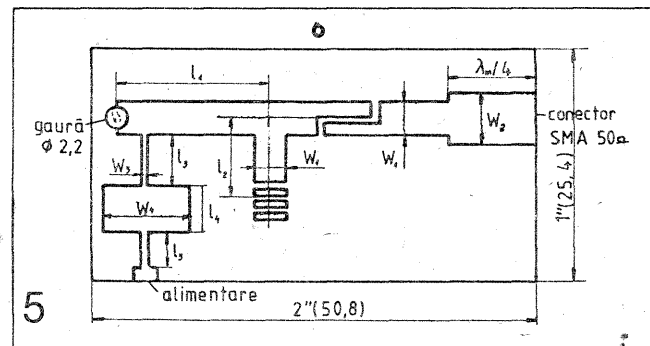 l₁
λm/4
gaură
Ø 2,2
W₂
conector
SMA 50Ω
W₃
l₃
l₂
W₁
W₁
W₄
l₄
l₅
1"(25,4)
alimentare
5
2"(50,8)